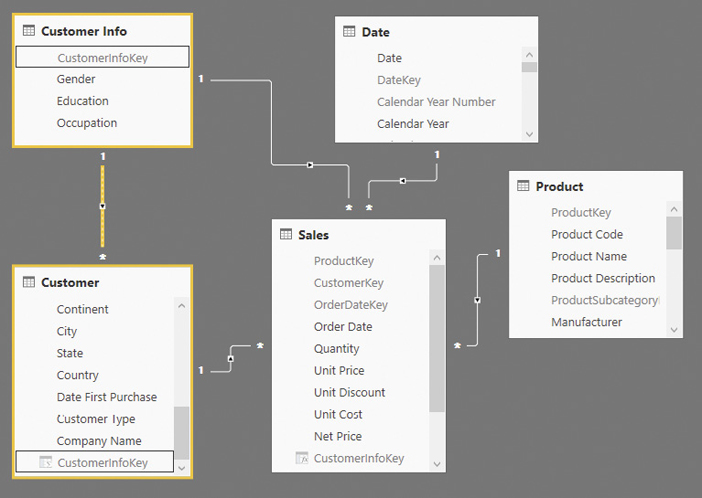 Customer Info
CustomerInfoKey
Gender
Education
Occupation
1
1
Date
Date
DateKey
Calendar Year Number
Calendar Year
1
Product
ProductKey
Product Code
Product Name
Product Description
Manufacturer
1
Sales
*
*
ProductKey
CustomerKey
OrderDateKey
Order Date
Quantity
Unit Price
Unit Discount
Unit Cost
Net Price
CustomerInfoKey
*
*
Customer
*
Continent
City
State
Country
Date First Purchase
Customer Type
Company Name
CustomerInfoKey
1